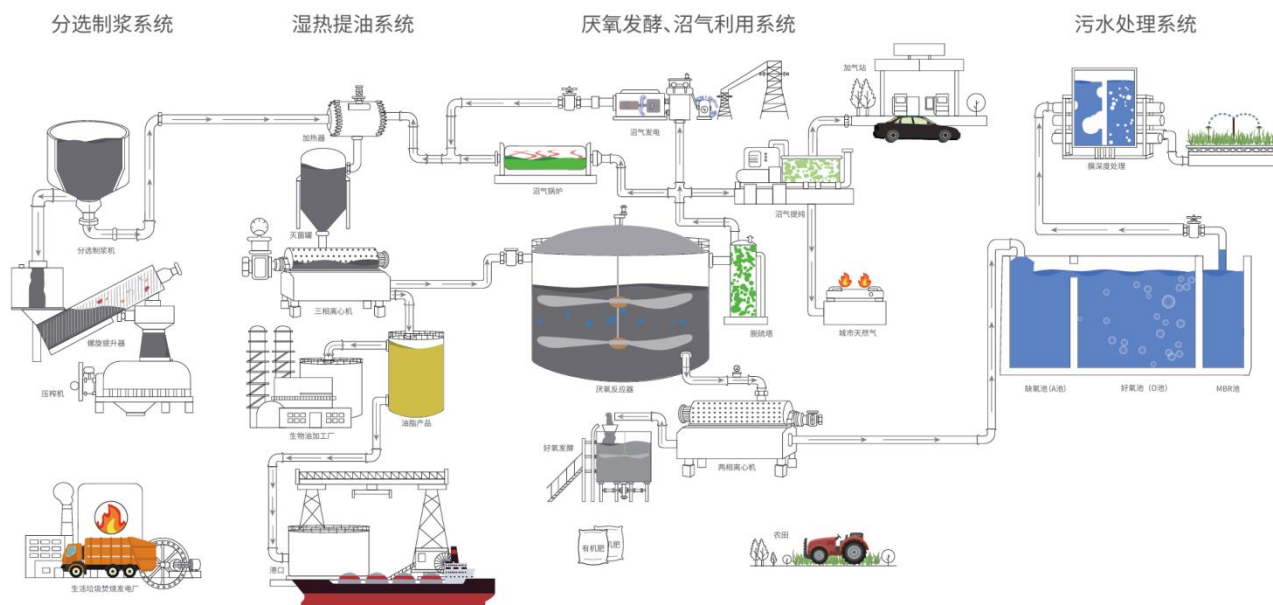 分选制浆系统
湿热提油系统
厌氧发酵、沼气利用系统
污水处理系统
加气站
加热器
沼气发电
膜深度处理
沼气锅炉
沼气提纯
灭菌罐
分选制浆机
三相离心机
脱硫塔
城市天然气
螺旋提升器
压榨机
厌氧反应器
缺氧池(A池)
好氧池（O池）
MBR池
生物油加工厂
油脂产品
好氧发酵
两相离心机
有机肥
机肥
农田
港口
生活垃圾焚烧发电厂